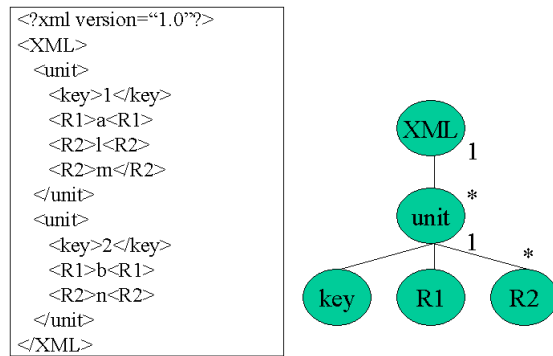 <?xml version=“1.0”?>
<XML>
<unit>
<key>1</key>
<R1>a<R1>
<R2>l<R2>
<R2>m</R2>
</unit>
<unit>
<key>2</key>
<R1>b<R1>
<R2>n<R2>
</unit>
</XML>
XML
1
*
unit
1
*
key
R1
R2